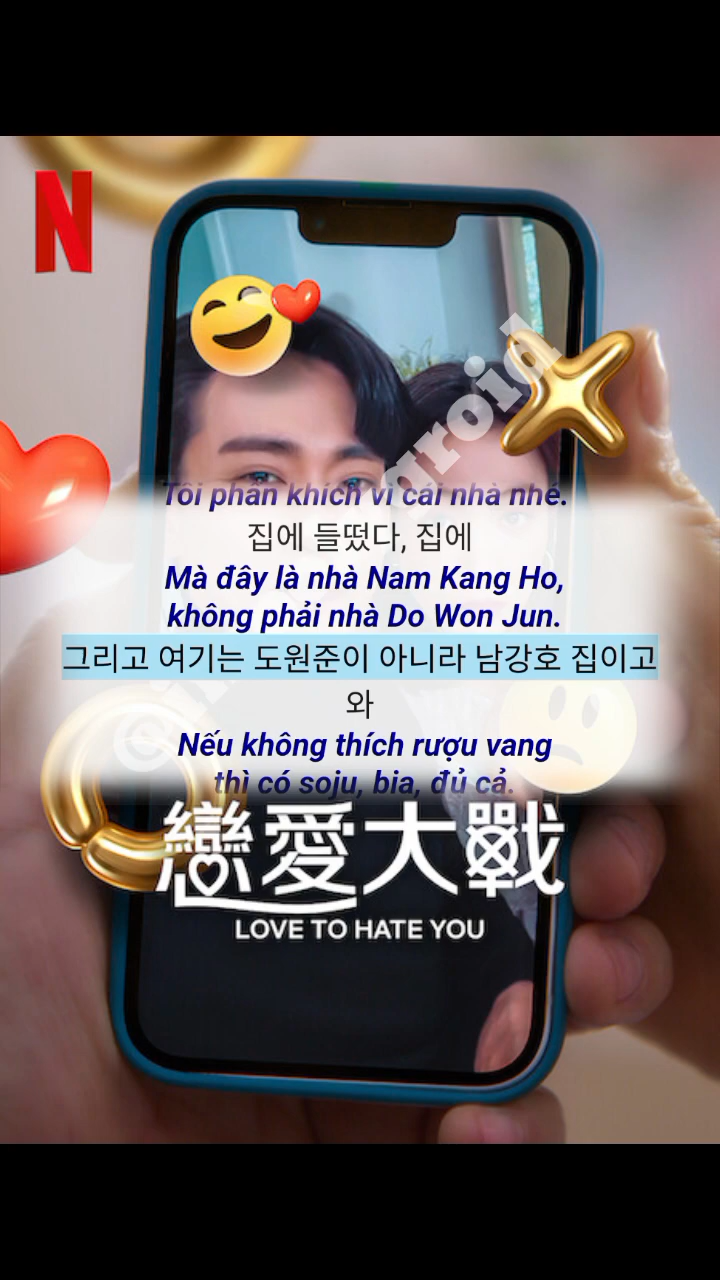 N
Tôi phấn khích vì cái nhà nhé.
집에 들떴다, 집에
Mà đây là nhà Nam Kang Ho,
không phải nhà Do Won Jun.
그리고 여기는 도원준이 아니라 남강호 집이고
와
Nếu không thích rượu vang
thì có soju, bia, đủ cả.
戀愛大戰
LOVE TO HATE YOU